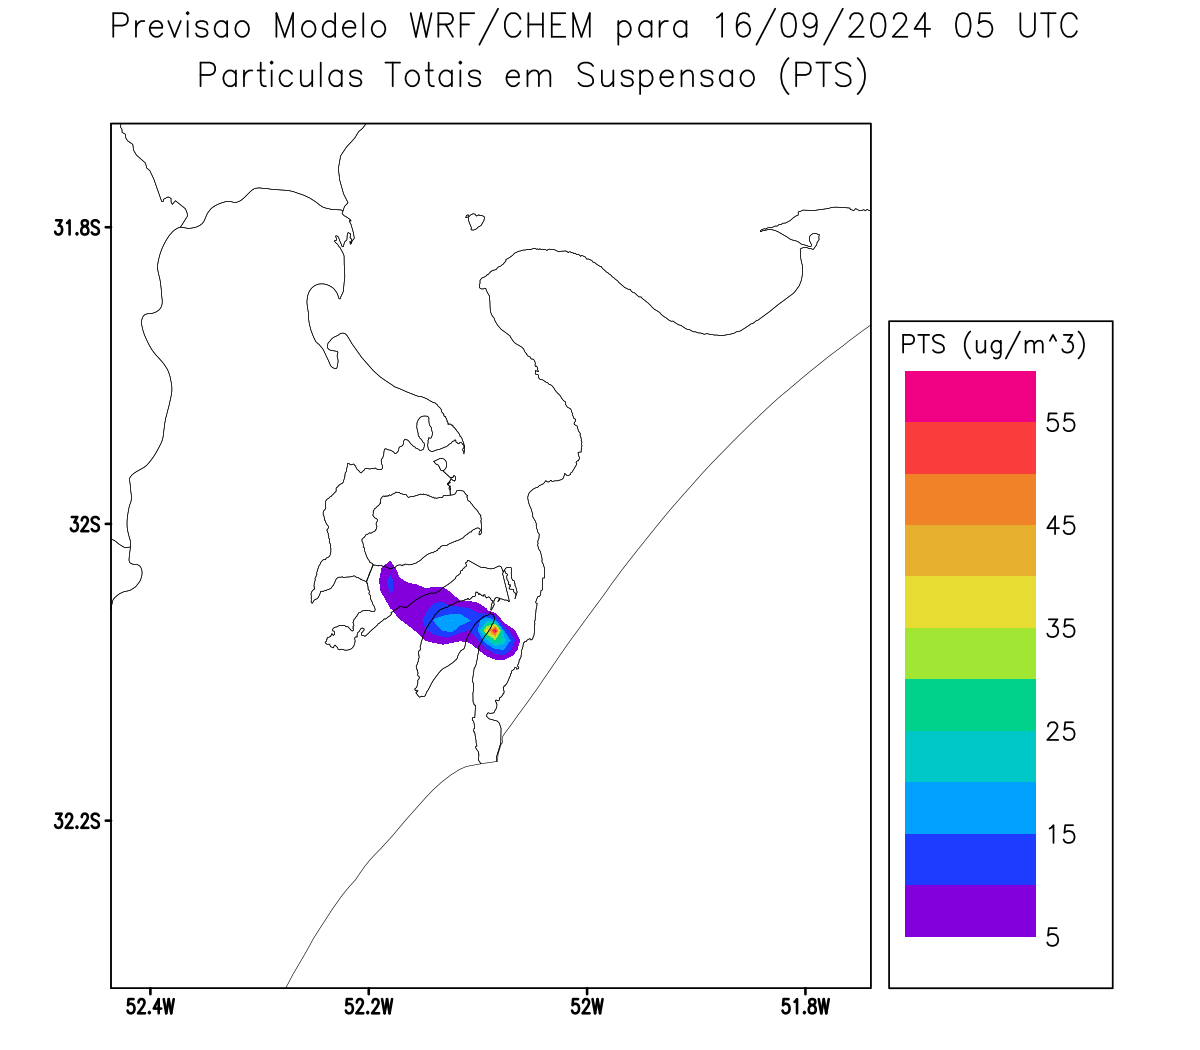 Previsao Modelo WRF/CHEM para 16/09/2024 05 UTC
Particulas Totais em Suspensao (PTS)
31.8S
32S
32.2S
52.4W
52.2W
52W
51.8W
PTS (ug/m^3)
55
45
35
25
15
5